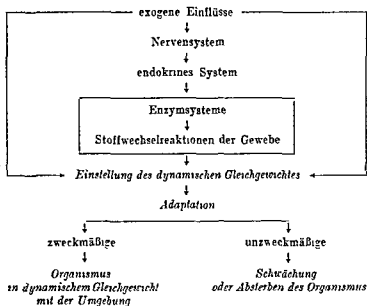 exogene Einflüsse
Nervensystem
endokrines System
Enzymsysteme
Stoffwechselreaktionen der Gewebe
Einstellung des dynamischen Gleichgewichtes
Adaptation
zweckmäßige
unzweckmäßige
Organismus
in dynamischem Gleichgewicht
mit der Umgebung
Schwächung
oder Absterben des Organismus